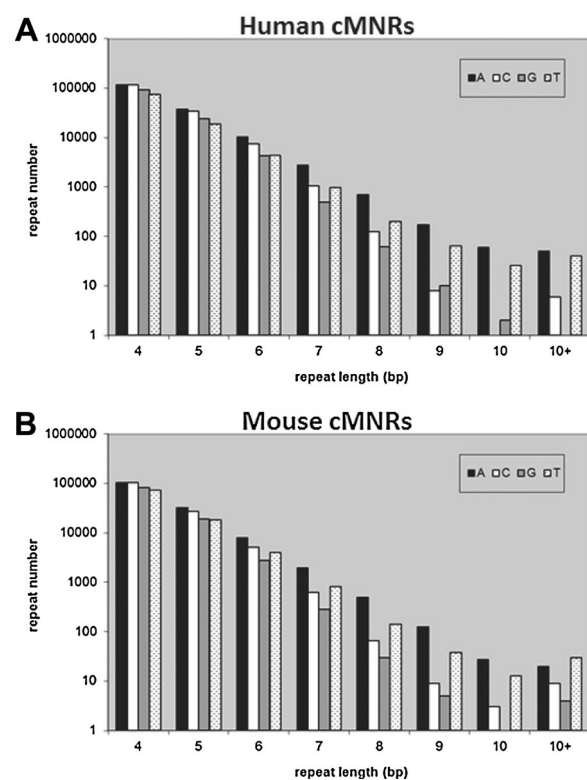 A
Human cMNRs
1000000
100000
10000
1000
100
10
1
repeat number
A C G T
4 5 6 7 8 9 10 10+
repeat length (bp)
B
Mouse cMNRs
1000000
100000
10000
1000
100
10
1
repeat number
A C G T
4 5 6 7 8 9 10 10+
repeat length (bp)